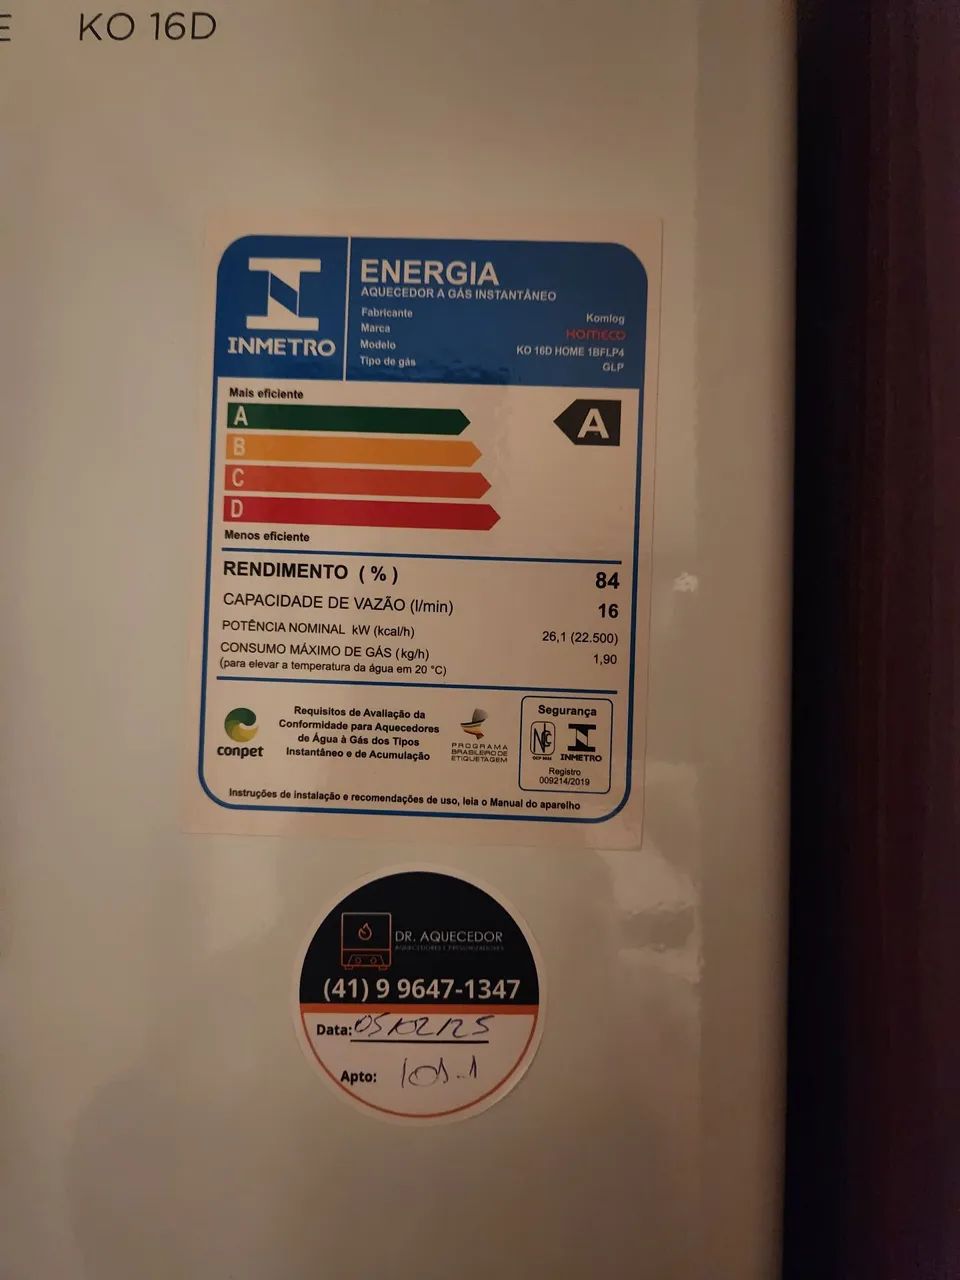 E KO 16D
INMETRO
ENERGIA
AQUECEDOR A GÁS INSTANTÂNEO
Fabricante Komlog
Marca HOMECO
Modelo KO 16D HOME 1BFLP4
Tipo de gás GLP
Mais eficiente
A A
B
C
D
Menos eficiente
RENDIMENTO ( % ) 84
CAPACIDADE DE VAZÃO (l/min) 16
POTÊNCIA NOMINAL kW (kcal/h) 26,1 (22.500)
CONSUMO MÁXIMO DE GÁS (kg/h) 1,90
(para elevar a temperatura da água em 20 °C)
conpet
Requisitos de Avaliação da
Conformidade para Aquecedores
de Água à Gás dos Tipos
Instantâneo e de Acumulação
PROGRAMA
BRASILEIRO DE
ETIQUETAGEM
Segurança
INMETRO
Registro
009214/2019
Instruções de instalação e recomendações de uso, leia o Manual do aparelho
DR. AQUECEDOR
AQUECEDORES E PRESSURIZADORES
(41) 9 9647-1347
Data: 05/02/25
Apto: